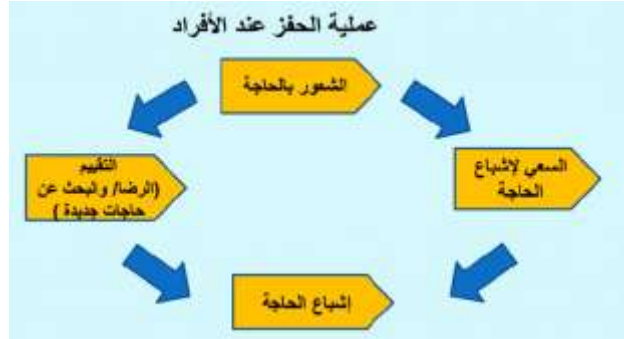 عملية الحفز عند الأفراد
الشعور بالحاجة
السعي لإشباع
الحاجة
التقييم
(الرضا/ والبحث عن
حاجات جديدة )
إشباع الحاجة